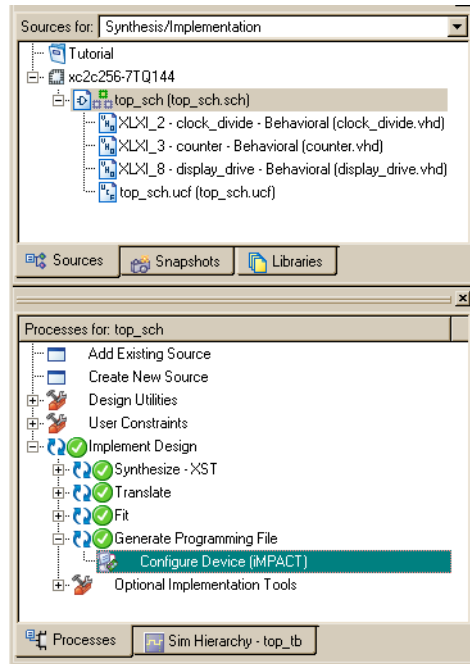 Sources for: Synthesis/Implementation
Tutorial
xc2c256-7TQ144
top_sch (top_sch.sch)
XLXI_2 - clock_divide - Behavioral (clock_divide.vhd)
XLXI_3 - counter - Behavioral (counter.vhd)
XLXI_8 - display_drive - Behavioral (display_drive.vhd)
top_sch.ucf (top_sch.ucf)
Sources Snapshots Libraries
Processes for: top_sch
Add Existing Source
Create New Source
Design Utilities
User Constraints
Implement Design
Synthesize - XST
Translate
Fit
Generate Programming File
Configure Device (iMPACT)
Optional Implementation Tools
Processes Sim Hierarchy - top_tb